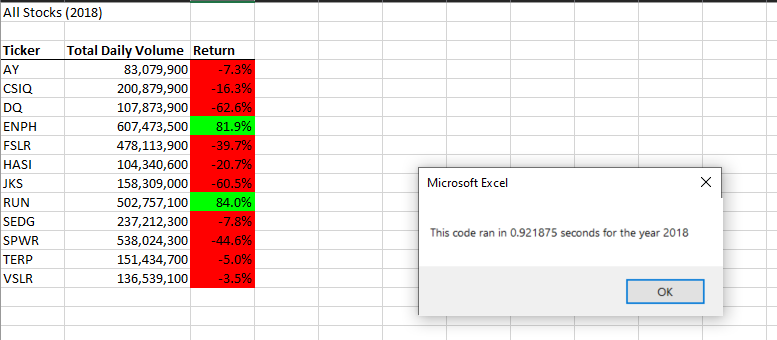 All Stocks (2018)
Ticker Total Daily Volume Return
AY 83,079,900 -7.3%
CSIQ 200,879,900 -16.3%
DQ 107,873,900 -62.6%
ENPH 607,473,500 81.9%
FSLR 478,113,900 -39.7%
HASI 104,340,600 -20.7%
JKS 158,309,000 -60.5%
RUN 502,757,100 84.0%
SEDG 237,212,300 -7.8%
SPWR 538,024,300 -44.6%
TERP 151,434,700 -5.0%
VSLR 136,539,100 -3.5%
Microsoft Excel
This code ran in 0.921875 seconds for the year 2018
OK